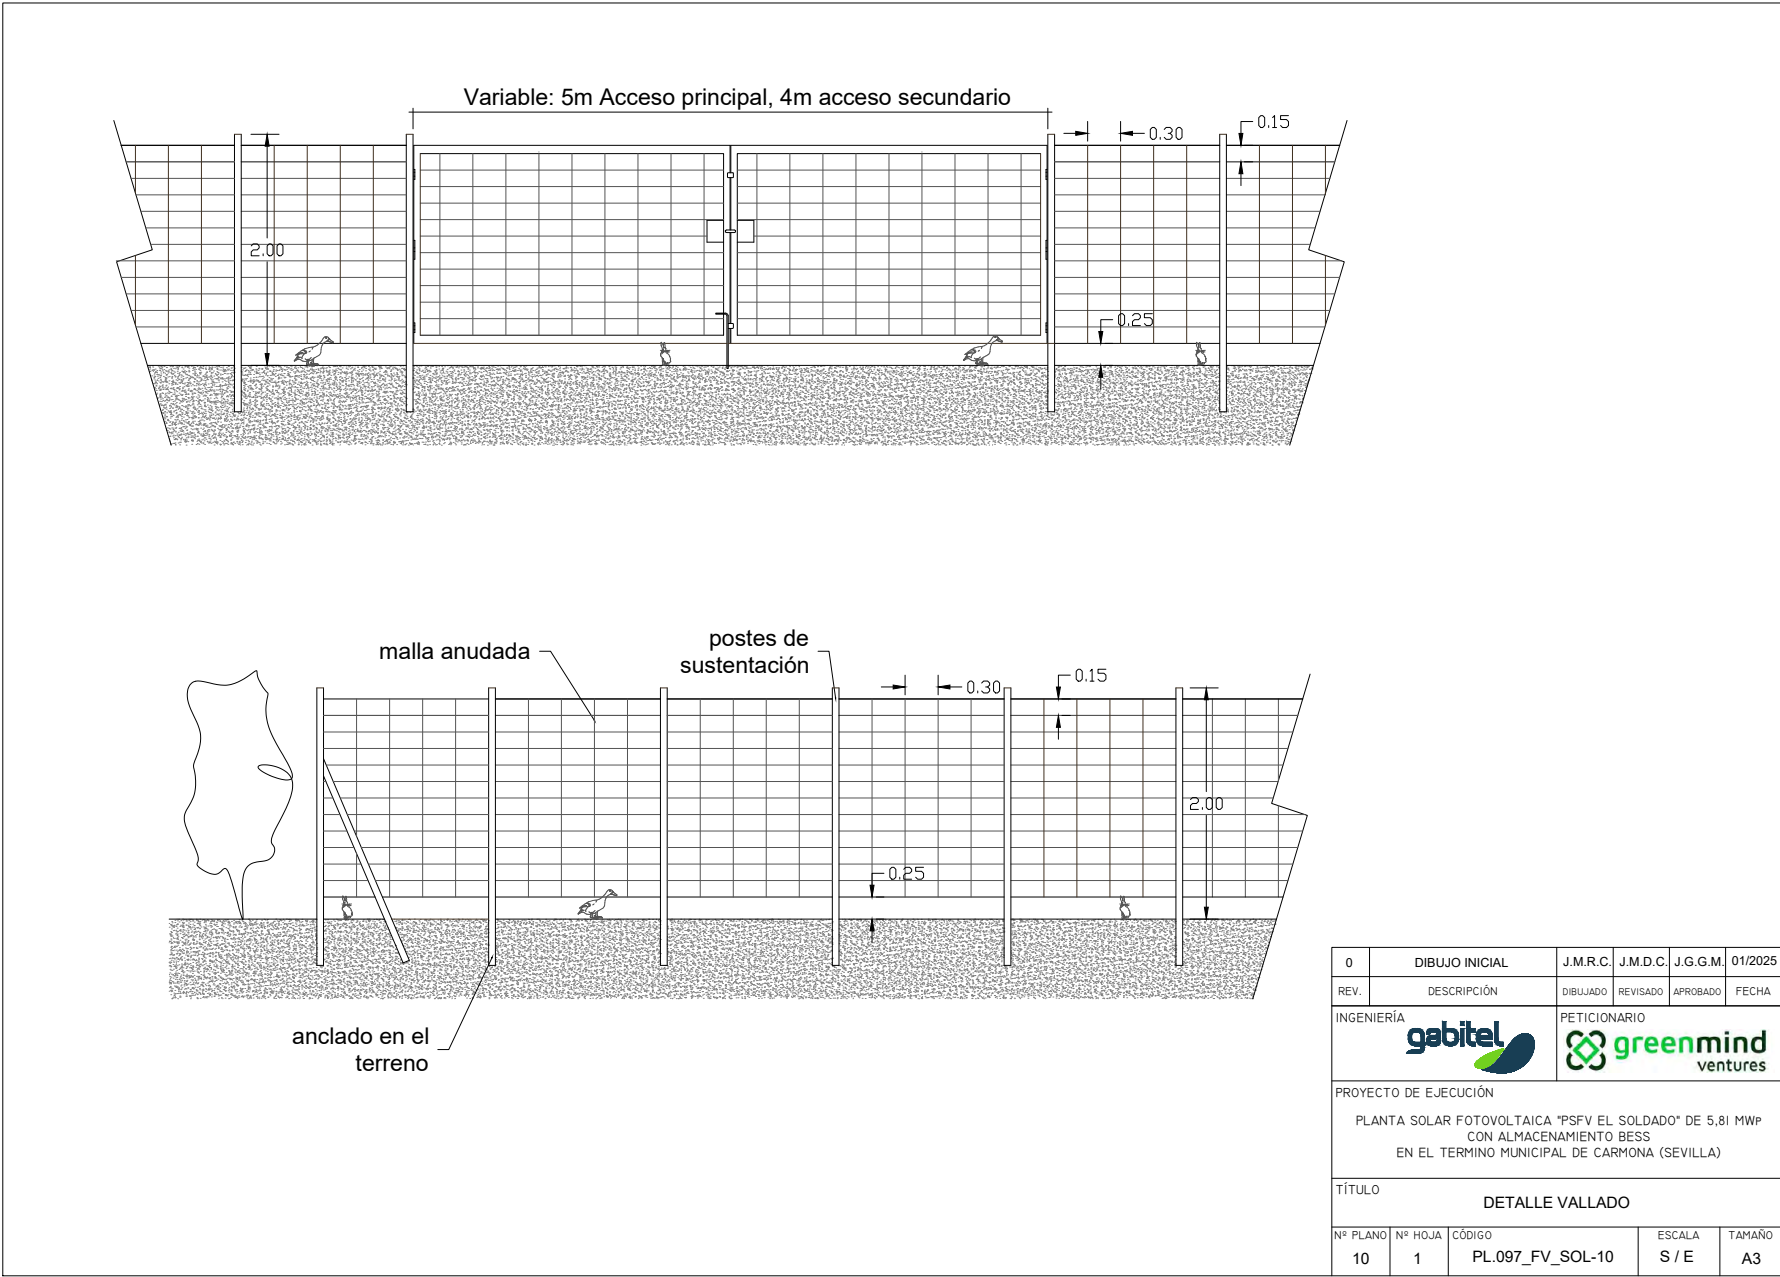 Variable: 5m Acceso principal, 4m acceso secundario
0.30
0.15
2.00
0.25
malla anudada
postes de
sustentación
0.30
0.15
2.00
0.25
anclado en el
terreno
0 DIBUJO INICIAL J.M.R.C. J.M.D.C. J.G.G.M. 01/2025
REV. DESCRIPCIÓN DIBUJADO REVISADO APROBADO FECHA
INGENIERÍA PETICIONARIO
gabitel greenmind
ventures
PROYECTO DE EJECUCIÓN
PLANTA SOLAR FOTOVOLTAICA "PSFV EL SOLDADO" DE 5,81 MWP
CON ALMACENAMIENTO BESS
EN EL TERMINO MUNICIPAL DE CARMONA (SEVILLA)
TÍTULO
DETALLE VALLADO
Nº PLANO Nº HOJA CÓDIGO ESCALA TAMAÑO
10 1 PL.097_FV_SOL-10 S / E A3